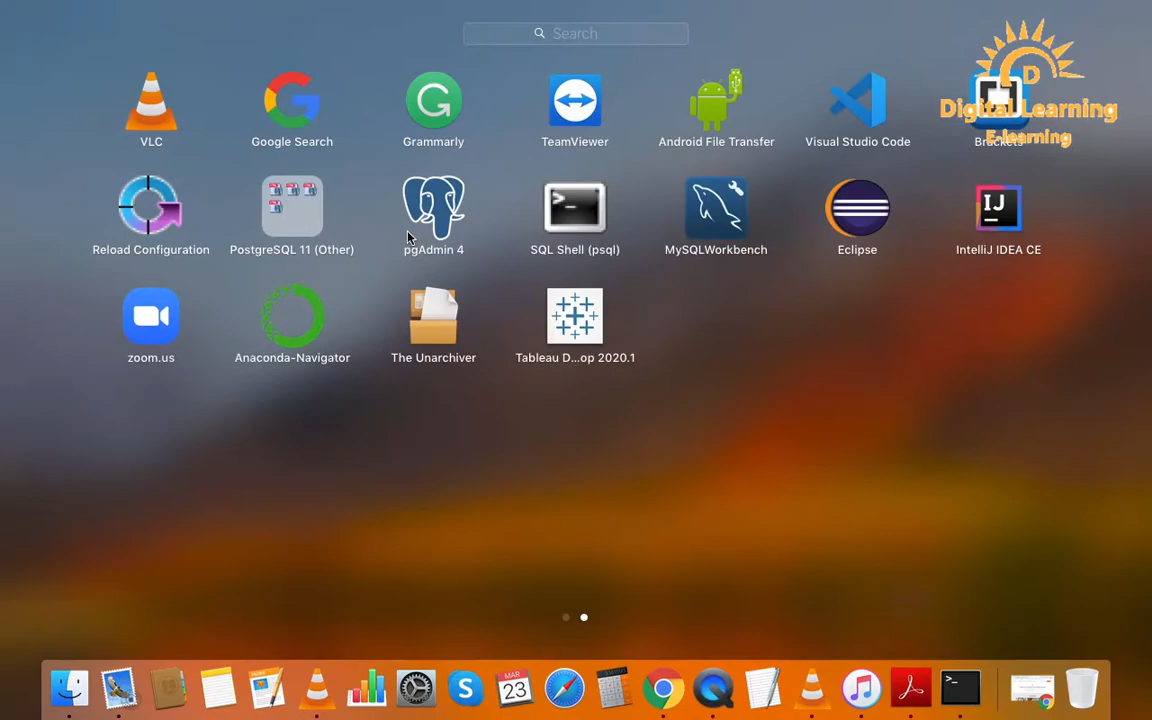 Search
D
Digital Learning
E-learning
VLC
Google Search
Grammarly
TeamViewer
Android File Transfer
Visual Studio Code
Brackets
IJ
Reload Configuration
PostgreSQL 11 (Other)
pgAdmin 4
SQL Shell (psql)
MySQLWorkbench
Eclipse
IntelliJ IDEA CE
zoom.us
Anaconda-Navigator
The Unarchiver
Tableau D...op 2020.1
MAR
23